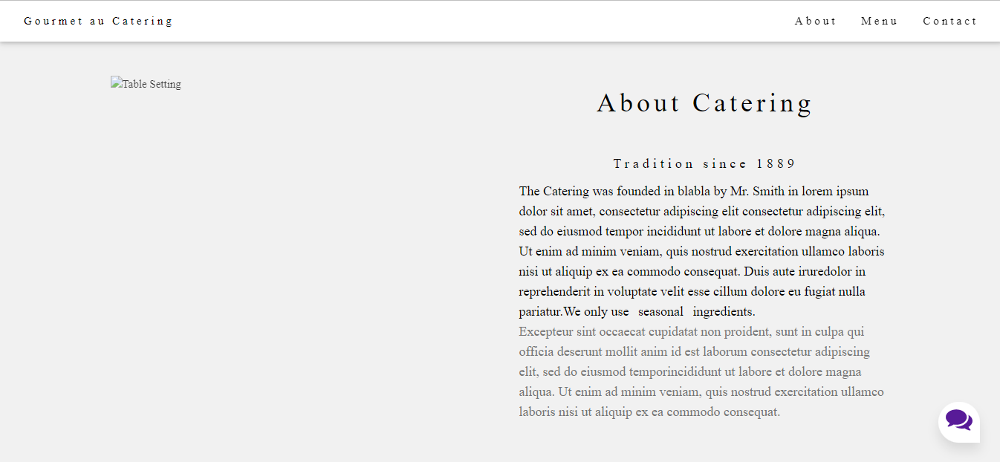 Gourmet au Catering
About Menu Contact
Table Setting
About Catering
Tradition since 1889
The Catering was founded in blabla by Mr. Smith in lorem ipsum
dolor sit amet, consectetur adipiscing elit consectetur adipiscing elit,
sed do eiusmod tempor incididunt ut labore et dolore magna aliqua.
Ut enim ad minim veniam, quis nostrud exercitation ullamco laboris
nisi ut aliquip ex ea commodo consequat. Duis aute iruredolor in
reprehenderit in voluptate velit esse cillum dolore eu fugiat nulla
pariatur.We only use seasonal ingredients.
Excepteur sint occaecat cupidatat non proident, sunt in culpa qui
officia deserunt mollit anim id est laborum consectetur adipiscing
elit, sed do eiusmod temporincididunt ut labore et dolore magna
aliqua. Ut enim ad minim veniam, quis nostrud exercitation ullamco
laboris nisi ut aliquip ex ea commodo consequat.